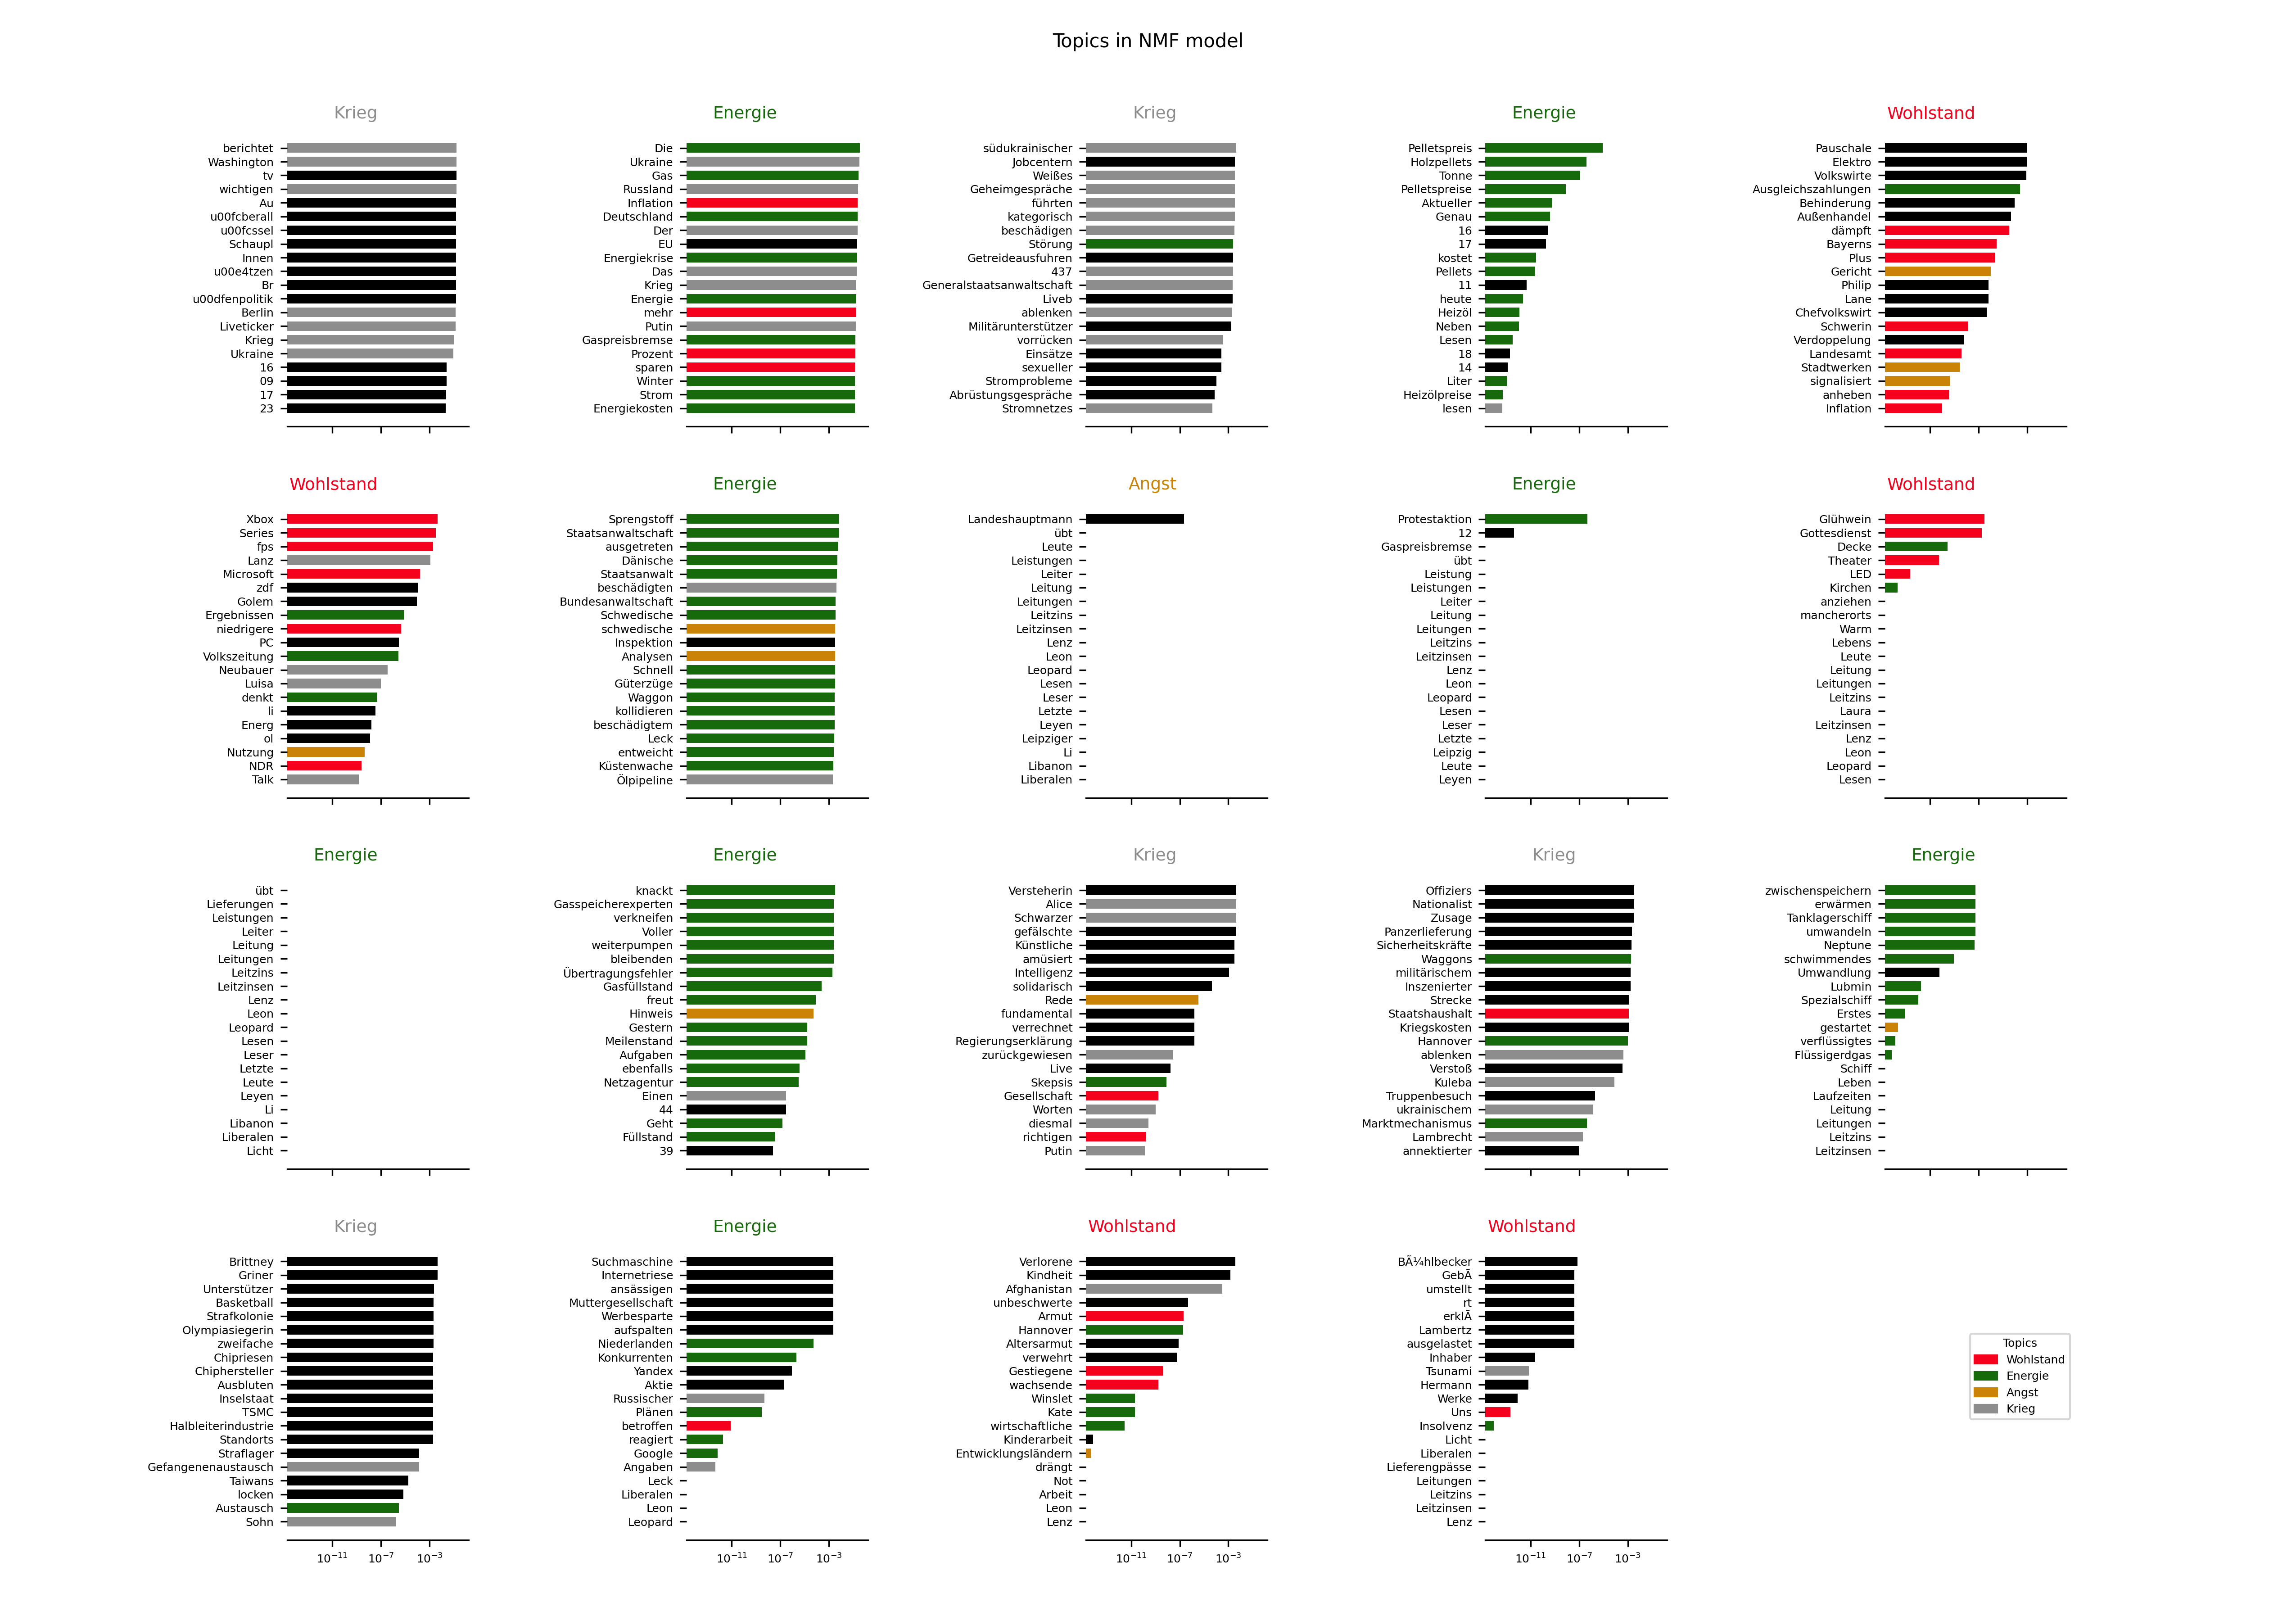 Topics in NMF model
Krieg
berichtet
Washington
tv
wichtigen
Au
u00fcberall
u00fcssel
Schaupl
Innen
u00e4tzen
Br
u00dfenpolitik
Berlin
Liveticker
Krieg
Ukraine
16
09
17
23
Energie
Die
Ukraine
Gas
Russland
Inflation
Deutschland
Der
EU
Energiekrise
Das
Krieg
Energie
mehr
Putin
Gaspreisbremse
Prozent
sparen
Winter
Strom
Energiekosten
Krieg
südukrainischer
Jobcentern
Weißes
Geheimgespräche
führten
kategorisch
beschädigen
Störung
Getreideausfuhren
437
Generalstaatsanwaltschaft
Liveb
ablenken
Militärunterstützer
vorrücken
Einsätze
sexueller
Stromprobleme
Abrüstungsgespräche
Stromnetzes
Energie
Pelletspreis
Holzpellets
Tonne
Pelletspreise
Aktueller
Genau
16
17
kostet
Pellets
11
heute
Heizöl
Neben
Lesen
18
14
Liter
Heizölpreise
lesen
Wohlstand
Pauschale
Elektro
Volkswirte
Ausgleichszahlungen
Behinderung
Außenhandel
dämpft
Bayerns
Plus
Gericht
Philip
Lane
Chefvolkswirt
Schwerin
Verdoppelung
Landesamt
Stadtwerken
signalisiert
anheben
Inflation
Wohlstand
Xbox
Series
fps
Lanz
Microsoft
zdf
Golem
Ergebnissen
niedrigere
PC
Volkszeitung
Neubauer
Luisa
denkt
li
Energ
ol
Nutzung
NDR
Talk
Energie
Sprengstoff
Staatsanwaltschaft
ausgetreten
Dänische
Staatsanwalt
beschädigten
Bundesanwaltschaft
Schwedische
schwedische
Inspektion
Analysen
Schnell
Güterzüge
Waggon
kollidieren
beschädigtem
Leck
entweicht
Küstenwache
Ölpipeline
Angst
Landeshauptmann
übt
Leute
Leistungen
Leiter
Leitung
Leitungen
Leitzins
Leitzinsen
Lenz
Leon
Leopard
Lesen
Leser
Letzte
Leyen
Leipziger
Li
Libanon
Liberalen
Energie
Protestaktion
12
Gaspreisbremse
übt
Leistung
Leistungen
Leiter
Leitung
Leitungen
Leitzins
Leitzinsen
Lenz
Leon
Leopard
Lesen
Leser
Letzte
Leipzig
Leute
Leyen
Wohlstand
Glühwein
Gottesdienst
Decke
Theater
LED
Kirchen
anziehen
mancherorts
Warm
Lebens
Leute
Leitung
Leitungen
Leitzins
Laura
Leitzinsen
Lenz
Leon
Leopard
Lesen
Energie
übt
Lieferungen
Leistungen
Leiter
Leitung
Leitungen
Leitzins
Leitzinsen
Lenz
Leon
Leopard
Lesen
Leser
Letzte
Leute
Leyen
Li
Libanon
Liberalen
Licht
Energie
knackt
Gasspeicherexperten
verkneifen
Voller
weiterpumpen
bleibenden
Übertragungsfehler
Gasfüllstand
freut
Hinweis
Gestern
Meilenstand
Aufgaben
ebenfalls
Netzagentur
Einen
44
Geht
Füllstand
39
Krieg
Versteherin
Alice
Schwarzer
gefälschte
Künstliche
amüsiert
Intelligenz
solidarisch
Rede
fundamental
verrechnet
Regierungserklärung
zurückgewiesen
Live
Skepsis
Gesellschaft
Worten
diesmal
richtigen
Putin
Krieg
Offiziers
Nationalist
Zusage
Panzerlieferung
Sicherheitskräfte
Waggons
militärischem
Inszenierter
Strecke
Staatshaushalt
Kriegskosten
Hannover
ablenken
Verstoß
Kuleba
Truppenbesuch
ukrainischem
Marktmechanismus
Lambrecht
annektierter
Energie
zwischenspeichern
erwärmen
Tanklagerschiff
umwandeln
Neptune
schwimmendes
Umwandlung
Lubmin
Spezialschiff
Erstes
gestartet
verflüssigtes
Flüssigerdgas
Schiff
Leben
Laufzeiten
Leitung
Leitungen
Leitzins
Leitzinsen
Krieg
Brittney
Griner
Unterstützer
Basketball
Strafkolonie
Olympiasiegerin
zweifache
Chipriesen
Chiphersteller
Ausbluten
Inselstaat
TSMC
Halbleiterindustrie
Standorts
Straflager
Gefangenenaustausch
Taiwans
locken
Austausch
Sohn
10⁻¹¹ 10⁻⁷ 10⁻³
Energie
Suchmaschine
Internetriese
ansässigen
Muttergesellschaft
Werbesparte
aufspalten
Niederlanden
Konkurrenten
Yandex
Aktie
Russischer
Plänen
betroffen
reagiert
Google
Angaben
Leck
Liberalen
Leon
Leopard
10⁻¹¹ 10⁻⁷ 10⁻³
Wohlstand
Verlorene
Kindheit
Afghanistan
unbeschwerte
Armut
Hannover
Altersarmut
verwehrt
Gestiegene
wachsende
Winslet
Kate
wirtschaftliche
Kinderarbeit
Entwicklungsländern
drängt
Not
Arbeit
Leon
Lenz
10⁻¹¹ 10⁻⁷ 10⁻³
Wohlstand
BÃ¼hlbecker
GebÃ
umstellt
rt
erklÃ
Lambertz
ausgelastet
Inhaber
Tsunami
Hermann
Werke
Uns
Insolvenz
Licht
Liberalen
Lieferengpässe
Leitungen
Leitzins
Leitzinsen
Lenz
10⁻¹¹ 10⁻⁷ 10⁻³
Topics
Wohlstand
Energie
Angst
Krieg